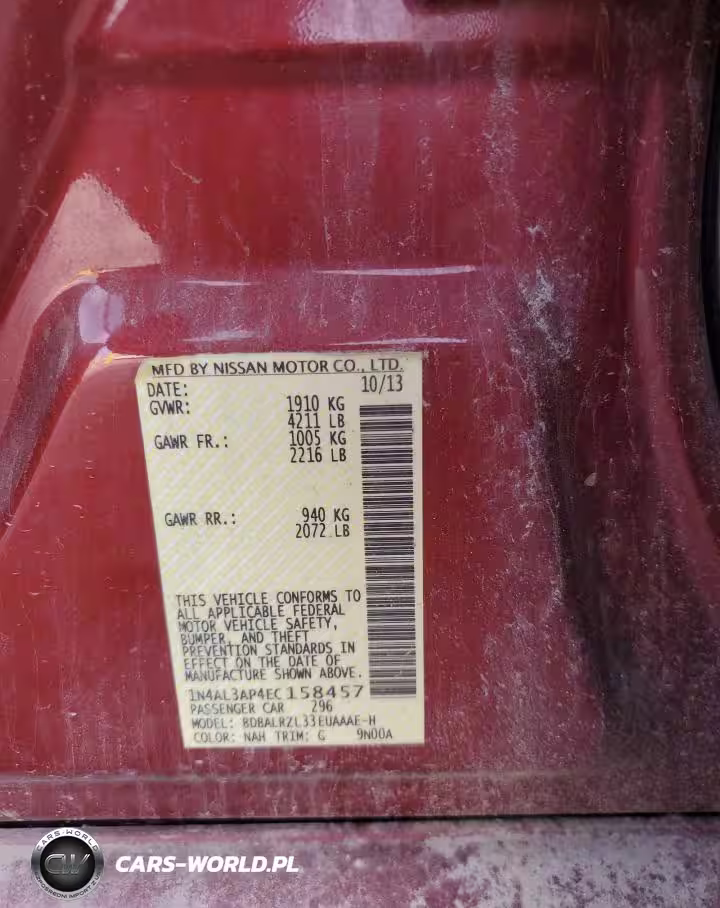 MFD BY NISSAN MOTOR CO., LTD.
DATE: 10/13
GVWR: 1910 KG
4211 LB
GAWR FR.: 1005 KG
2216 LB
GAWR RR.: 940 KG
2072 LB
THIS VEHICLE CONFORMS TO
ALL APPLICABLE FEDERAL
MOTOR VEHICLE SAFETY,
BUMPER, AND THEFT
PREVENTION STANDARDS IN
EFFECT ON THE DATE OF
MANUFACTURE SHOWN ABOVE.
1N4AL3AP4EC158457
PASSENGER CAR 296
MODEL: BDBALRZL33EUAAAE-H
COLOR: NAH TRIM: G 9N00A
CARS-WORLD
CW
CARS-WORLD.PL